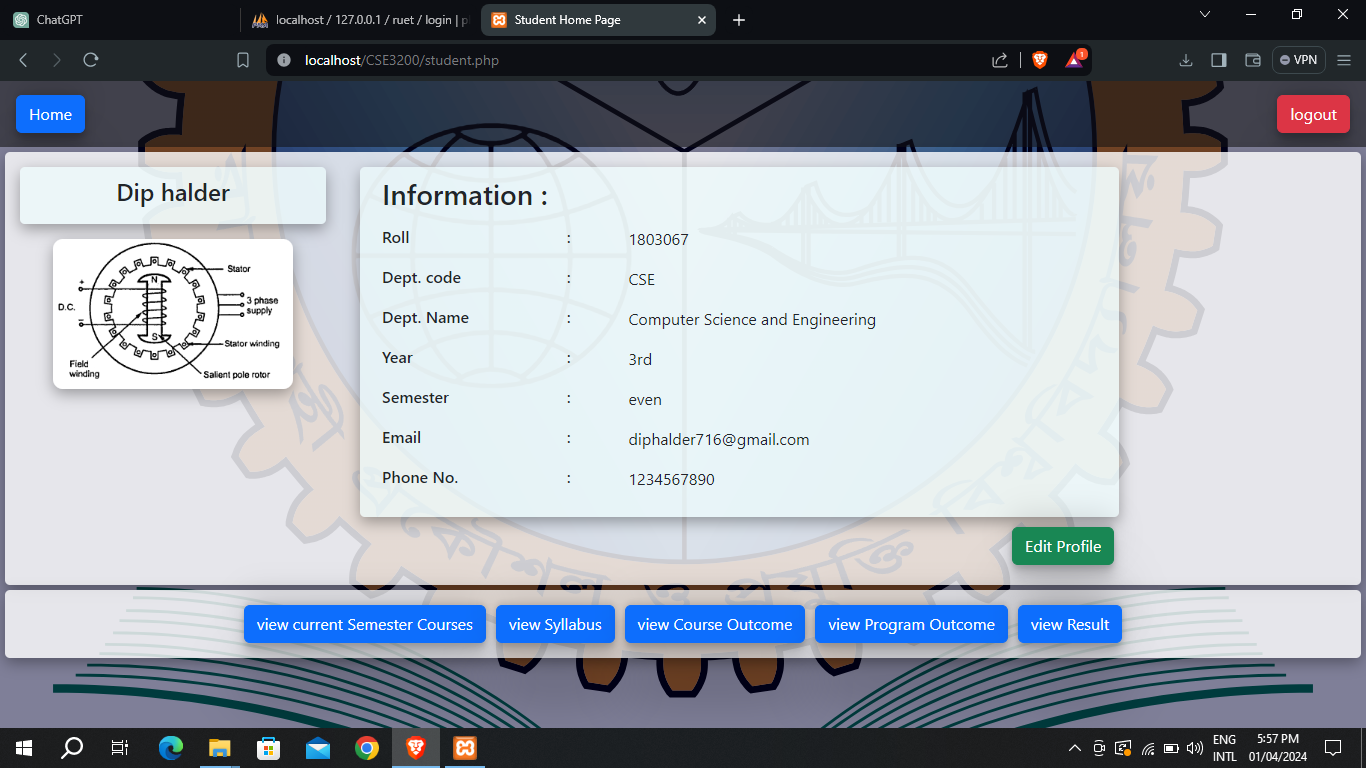 ChatGPT
localhost / 127.0.0.1 / ruet / login | p
Student Home Page
localhost/CSE3200/student.php
1
VPN
Home
logout
Dip halder
Stator
N
+
D.C.
3 phase
supply
S
Stator winding
Field
winding
Salient pole rotor
Information :
Roll : 1803067
Dept. code : CSE
Dept. Name : Computer Science and Engineering
Year : 3rd
Semester : even
Email : diphalder716@gmail.com
Phone No. : 1234567890
Edit Profile
view current Semester Courses
view Syllabus
view Course Outcome
view Program Outcome
view Result
ENG
INTL
5:57 PM
01/04/2024